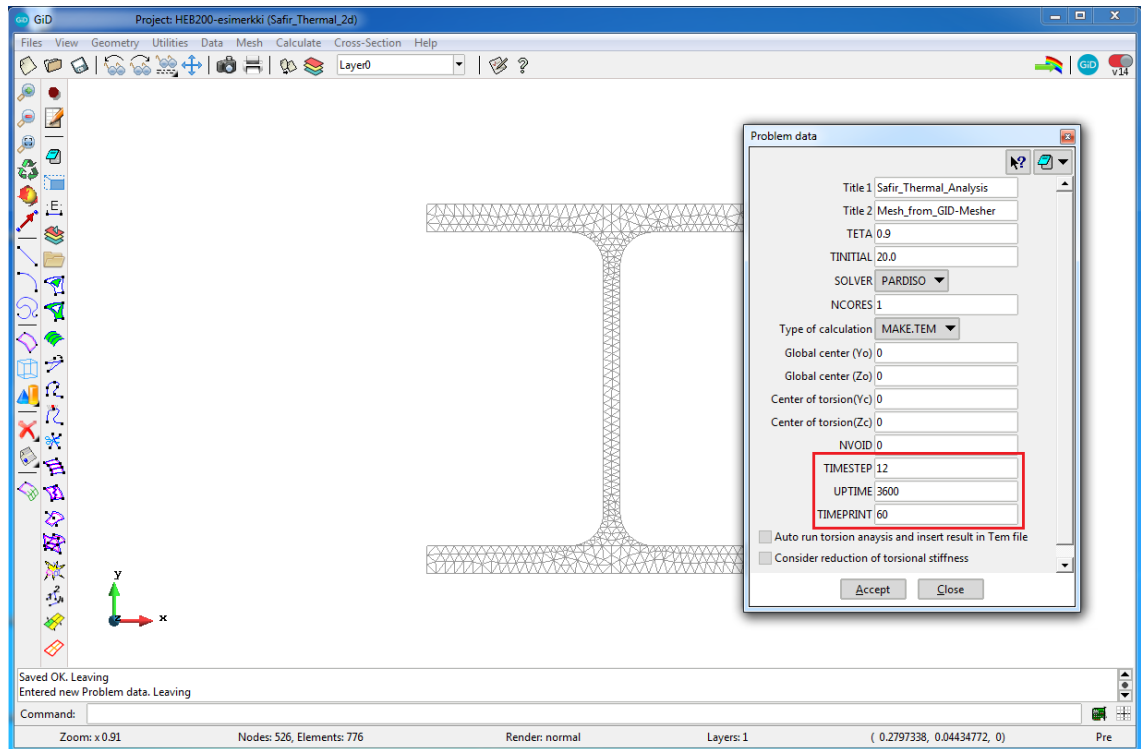 GiD Project: HEB200-esimerkki (Safir_Thermal_2d)
Files View Geometry Utilities Data Mesh Calculate Cross-Section Help
Layer0 GiD v14
Problem data
Title 1 Safir_Thermal_Analysis
Title 2 Mesh_from_GID-Mesher
TETA 0.9
TINITIAL 20.0
SOLVER PARDISO
NCORES 1
Type of calculation MAKE.TEM
Global center (Yo) 0
Global center (Zo) 0
Center of torsion(Yc) 0
Center of torsion(Zc) 0
NVOID 0
TIMESTEP 12
UPTIME 3600
TIMEPRINT 60
Auto run torsion anaysis and insert result in Tem file
Consider reduction of torsional stiffness
Accept Close
y
x
Saved OK. Leaving
Entered new Problem data. Leaving
Command:
Zoom: x 0.91 Nodes: 526, Elements: 776 Render: normal Layers: 1 ( 0.2797338, 0.04434772, 0) Pre